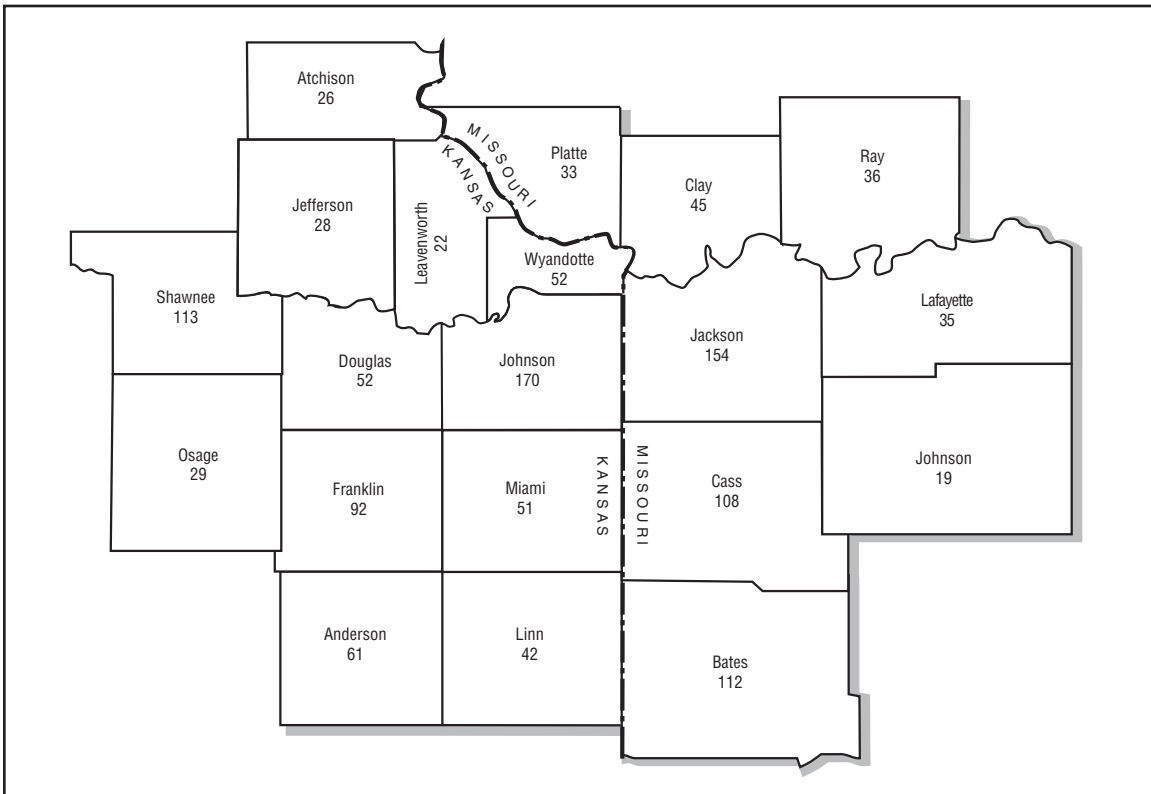 Atchison
26
MISSOURI
KANSAS
Platte
33
Clay
45
Ray
36
Jefferson
28
Leavenworth
22
Wyandotte
52
Shawnee
113
Lafayette
35
Douglas
52
Johnson
170
Jackson
154
Osage
29
Franklin
92
Miami
51
KANSAS
MISSOURI
Cass
108
Johnson
19
Anderson
61
Linn
42
Bates
112